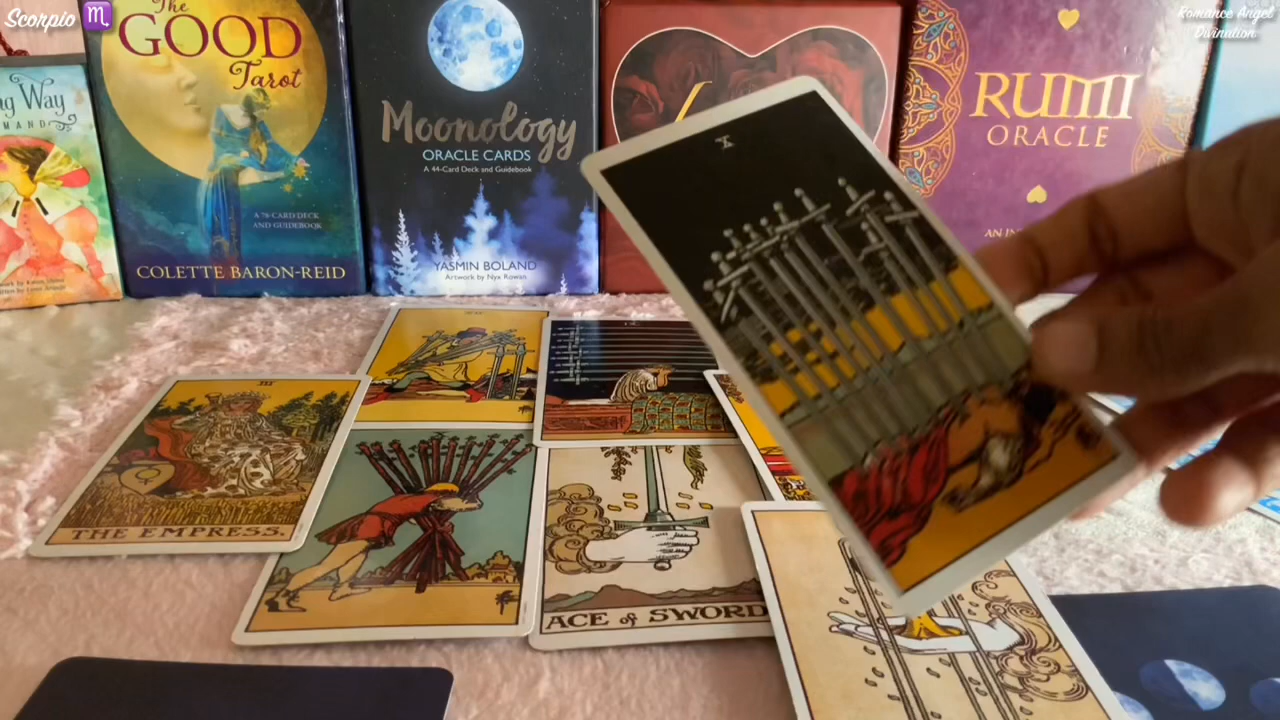 Scorpio ♏
Romance Angel
Divination
ng Way
MAND
The
GOOD
Tarot
A 78-CARD DECK
AND GUIDEBOOK
COLETTE BARON-REID
Moonology
ORACLE CARDS
A 44-Card Deck and Guidebook
YASMIN BOLAND
Artwork by Nyx Rowan
RUMI
ORACLE
AN IN
X
III
THE EMPRESS.
ACE of SWORD